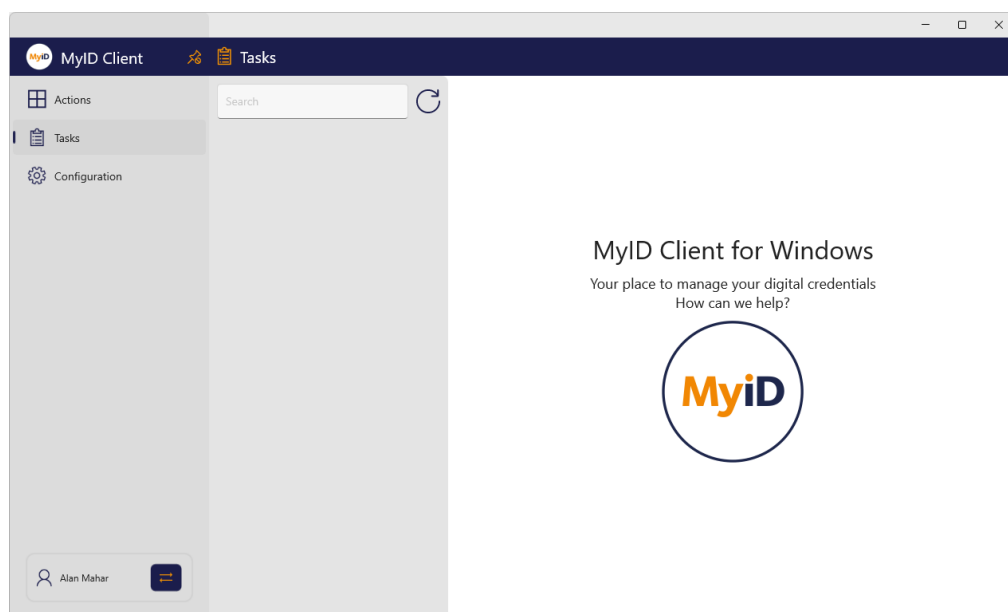 MyID
MyID Client
Tasks
Actions
Tasks
Configuration
Search
MyID Client for Windows
Your place to manage your digital credentials
How can we help?
MyiD
Alan Mahar